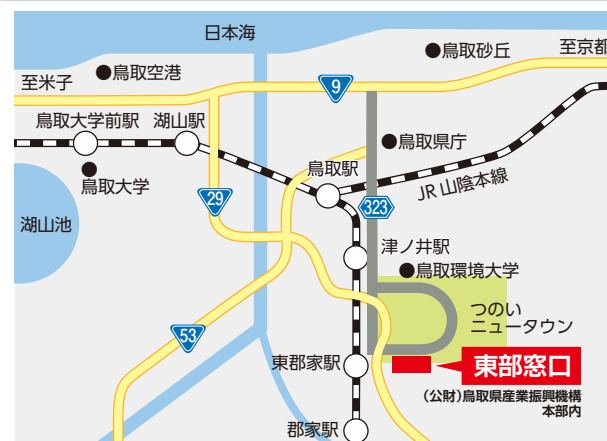 日本海
鳥取砂丘
至京都
至米子
鳥取空港
9
鳥取大学前駅
湖山駅
鳥取県庁
鳥取駅
鳥取大学
JR山陰本線
29
323
湖山池
津ノ井駅
鳥取環境大学
つのい
ニュータウン
53
東郡家駅
東部窓口
(公財)鳥取県産業振興機構
本部内
郡家駅